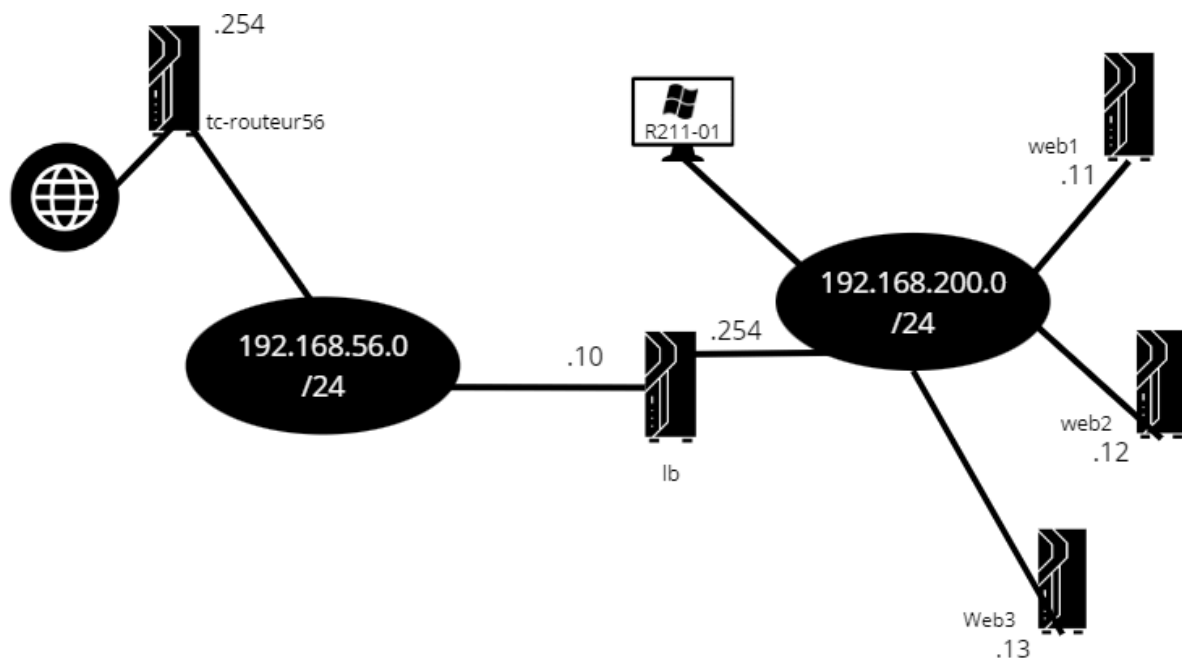 .254
tc-routeur56
R211-01
web1
.11
192.168.200.0
/24
192.168.56.0
/24
.10
.254
lb
web2
.12
Web3
.13